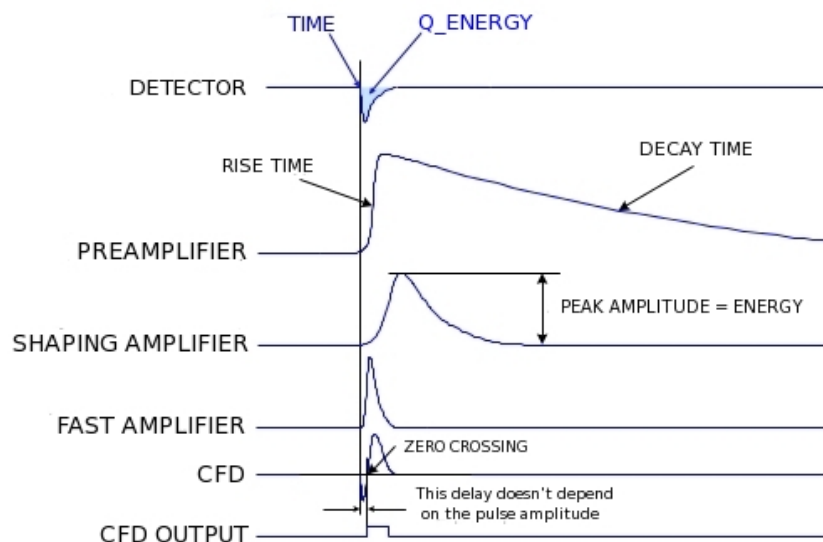 TIME
Q_ENERGY
DETECTOR
RISE TIME
DECAY TIME
PREAMPLIFIER
PEAK AMPLITUDE = ENERGY
SHAPING AMPLIFIER
FAST AMPLIFIER
ZERO CROSSING
CFD
This delay doesn't depend
on the pulse amplitude
CFD OUTPUT